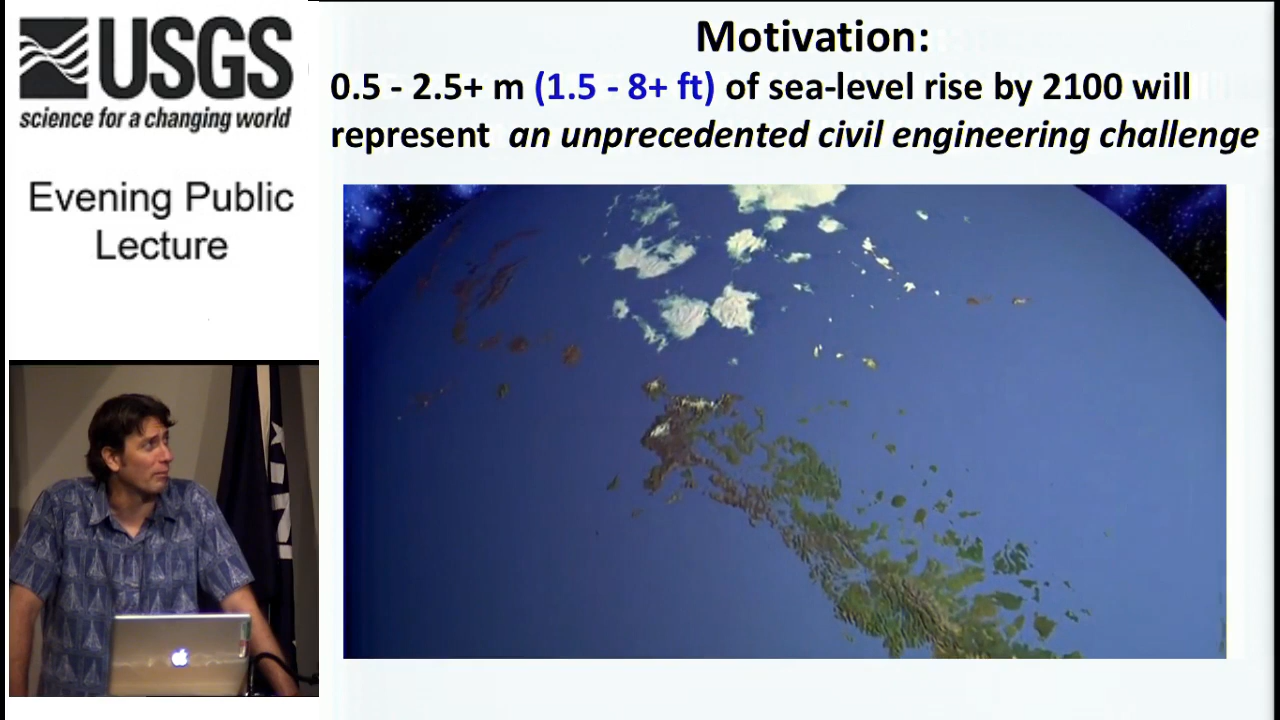 USGS
science for a changing world
Evening Public
Lecture
Motivation:
0.5 - 2.5+ m (1.5 - 8+ ft) of sea-level rise by 2100 will
represent an unprecedented civil engineering challenge